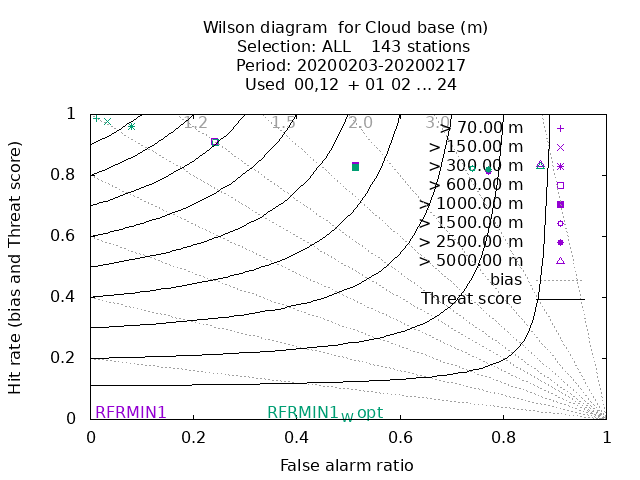 Wilson diagram for Cloud base (m)
Selection: ALL 143 stations
Period: 20200203-20200217
Used 00,12 + 01 02 ... 24
Hit rate (bias and Threat score)
1
0.8
0.6
0.4
0.2
0
1.2 1.5 2.0 3.0
> 70.00 m
> 150.00 m
> 300.00 m
> 600.00 m
> 1000.00 m
> 1500.00 m
> 2500.00 m
> 5000.00 m
bias
Threat score
RFRMIN1 RFRMIN1w opt
0 0.2 0.4 0.6 0.8 1
False alarm ratio